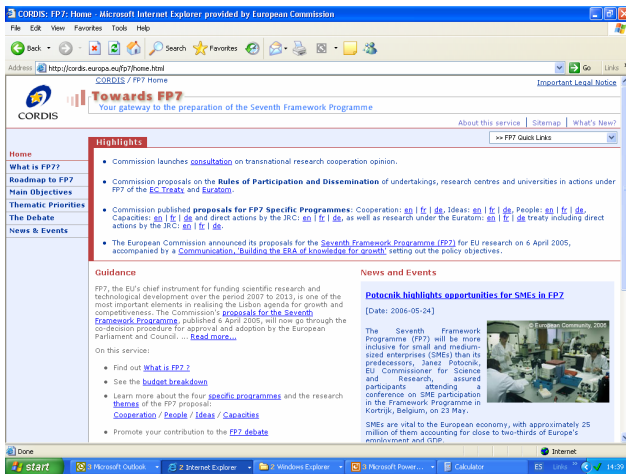 CORDIS: FP7: Home - Microsoft Internet Explorer provided by European Commission
File Edit View Favorites Tools Help
Back Search Favorites
Address http://cordis.europa.eu/fp7/home.html Go Links
CORDIS / FP7 Home
Important Legal Notice
Towards FP7
Your gateway to the preparation of the Seventh Framework Programme
CORDIS
About this service | Sitemap | What's New?
>> FP7 Quick Links
Highlights
Home
What is FP7?
Roadmap to FP7
Main Objectives
Thematic Priorities
The Debate
News & Events
• Commission launches consultation on transnational research cooperation opinion.
• Commission proposals on the Rules of Participation and Dissemination of undertakings, research centres and universities in actions under
FP7 of the EC Treaty and Euratom.
• Commission published proposals for FP7 Specific Programmes: Cooperation: en | fr | de, Ideas: en | fr | de, People: en | fr | de,
Capacities: en | fr | de and direct actions by the JRC: en | fr | de, as well as research under the Euratom: en | fr | de treaty including direct
actions by the JRC: en | fr | de.
• The European Commission announced its proposals for the Seventh Framework Programme (FP7) for EU research on 6 April 2005,
accompanied by a Communication, 'Building the ERA of knowledge for growth' setting out the policy objectives.
Guidance
FP7, the EU's chief instrument for funding scientific research and
technological development over the period 2007 to 2013, is one of the
most important elements in realising the Lisbon agenda for growth and
competitiveness. The Commission's proposals for the Seventh
Framework Programme, published 6 April 2005, will now go through the
co-decision procedure for approval and adoption by the European
Parliament and Council. ... Read more...
On this service:
• Find out What is FP7 ?
• See the budget breakdown
• Learn more about the four specific programmes and the research
themes of the FP7 proposal:
Cooperation / People / Ideas / Capacities
• Promote your contribution to the FP7 debate
News and Events
Potocnik highlights opportunities for SMEs in FP7
[Date: 2006-05-24]
© European Community, 2006
The Seventh Framework
Programme (FP7) will be more
inclusive for small and medium-
sized enterprises (SMEs) than its
predecessors, Janez Potocnik,
EU Commissioner for Science
and Research, assured
participants attending a
conference on SME participation
in the Framework Programme in
Kortrijk, Belgium, on 23 May.
SMEs are vital to the European economy, with approximately 25
million of them accounting for close to two-thirds of Europe's
employment and GDP.
Done Internet
start 3 Microsoft Outlook 2 Internet Explorer 2 Windows Explorer 3 Microsoft Power... Calculator ES Links 14:39